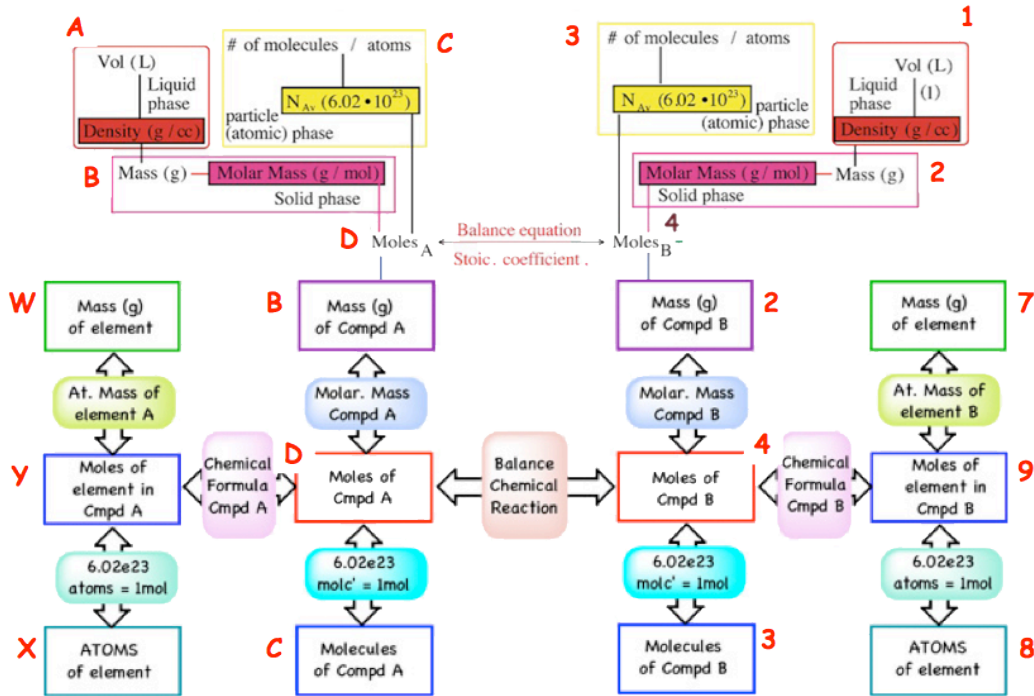 A
C
3
1
Vol (L)
Liquid
phase
Density (g / cc)
# of molecules / atoms
N_Av (6.02 • 10^23)
particle
(atomic) phase
# of molecules / atoms
N_Av (6.02 • 10^23)
particle
(atomic) phase
Vol (L)
Liquid
phase
(l)
Density (g / cc)
B
Mass (g)
Molar Mass (g / mol)
Solid phase
Molar Mass (g / mol)
Mass (g)
Solid phase
2
D
Moles_A
Balance equation
Stoic. coefficient .
Moles_B
4
-
W
Mass (g)
of element
B
Mass (g)
of Compd A
Mass (g)
of Compd B
2
Mass (g)
of element
7
At. Mass of
element A
Molar. Mass
Compd A
Molar. Mass
Compd B
At. Mass of
element B
Y
Moles of
element in
Cmpd A
Chemical
Formula
Cmpd A
D
Moles of
Cmpd A
Balance
Chemical
Reaction
4
Moles of
Cmpd B
Chemical
Formula
Cmpd B
Moles of
element in
Cmpd B
9
6.02e23
atoms = 1mol
6.02e23
molc' = 1mol
6.02e23
molc' = 1mol
6.02e23
atoms = 1mol
X
ATOMS
of element
C
Molecules
of Compd A
Molecules
of Compd B
3
ATOMS
of element
8